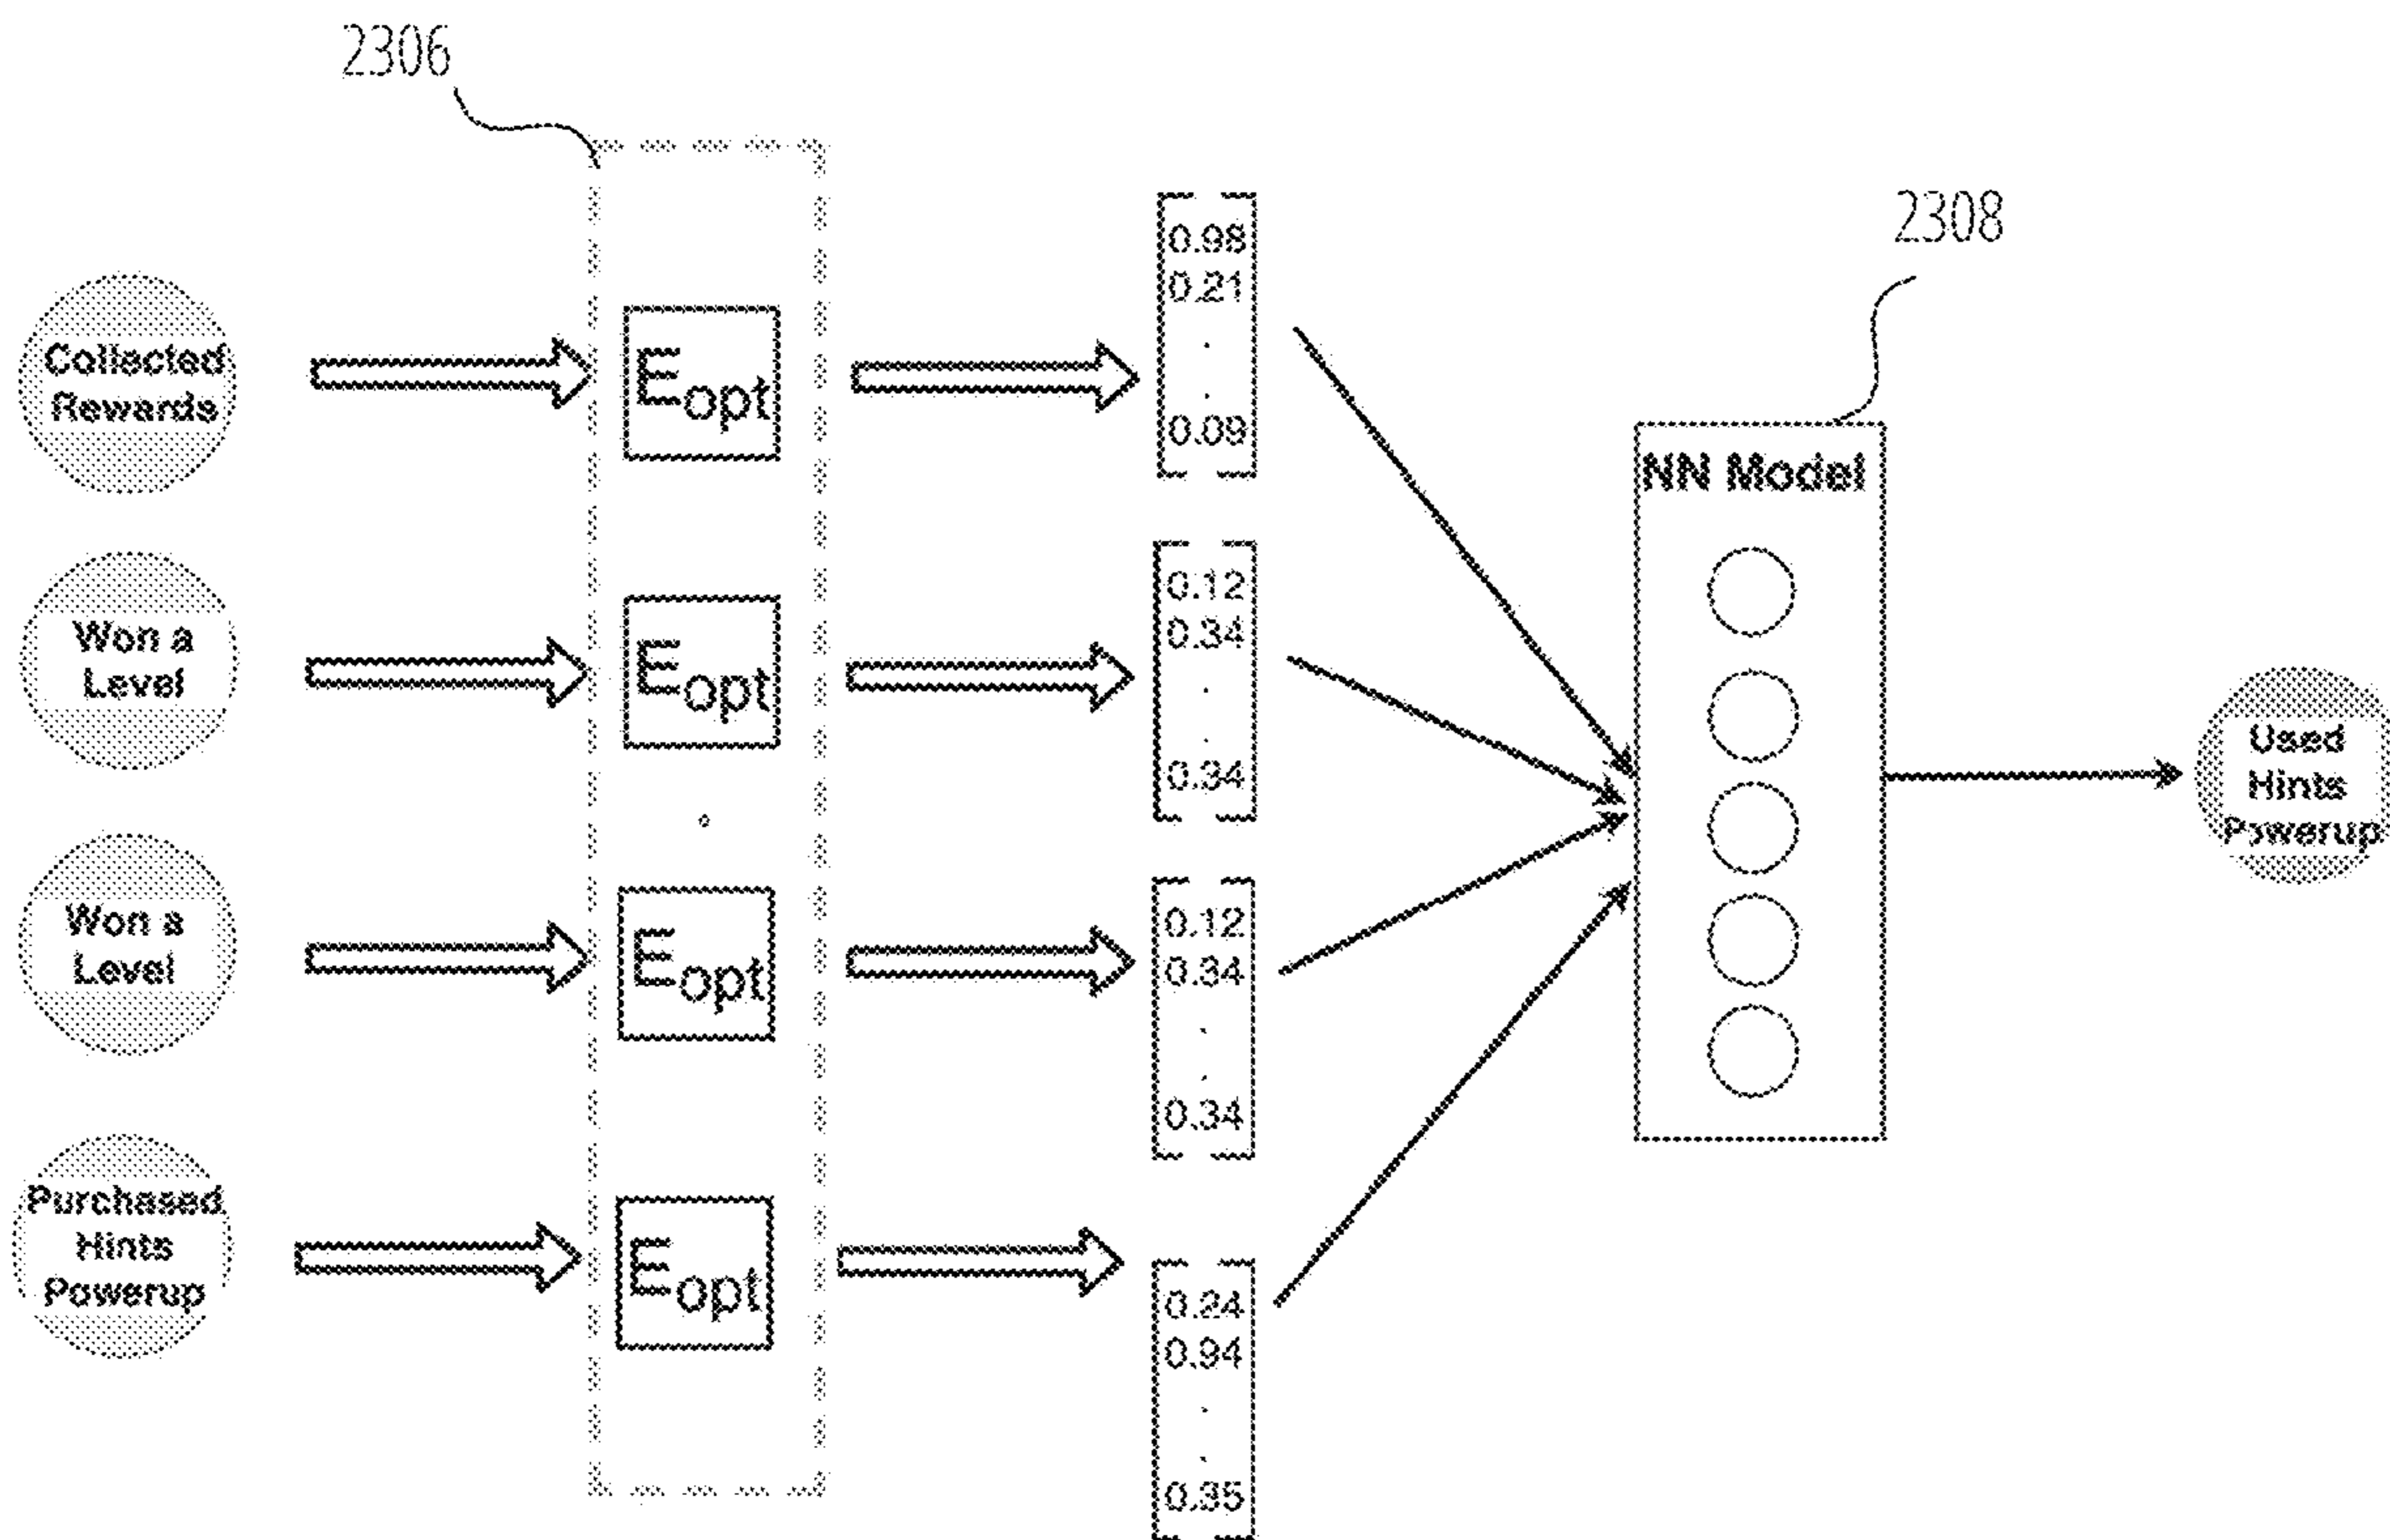 2306
2308
Collected
Rewards
Eopt
0.98
0.21
.
.
0.09
NN Model
Won a
Level
Eopt
0.12
0.34
.
.
0.34
Used
Hints
Powerup
Won a
Level
Eopt
0.12
0.34
.
.
0.34
Purchased
Hints
Powerup
Eopt
0.24
0.94
.
.
0.35